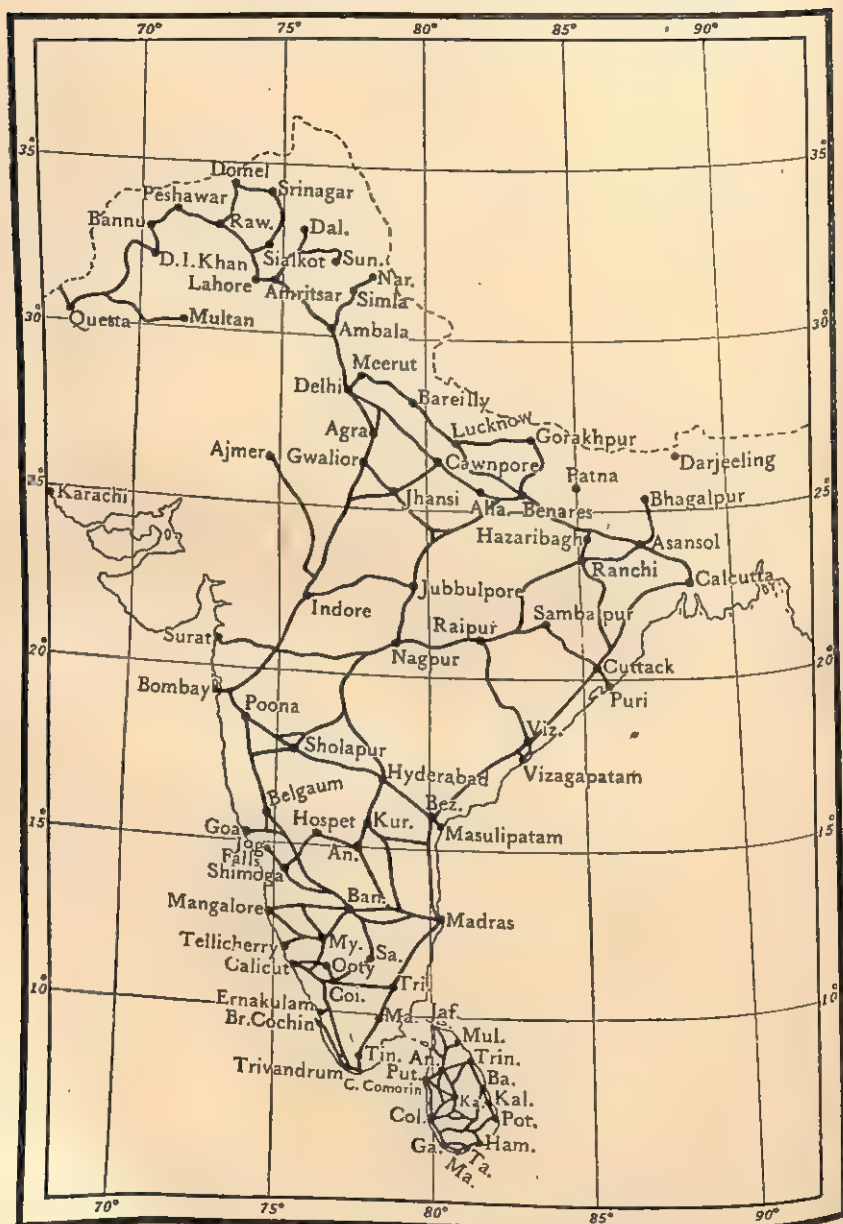 70° 75° 80° 85° 90°
35° 35°
Domel
Peshawar Srinagar
Bannu Raw. Dal.
D.I.Khan Sialkot Sun.
Lahore Amritsar Nar.
Simla
30° Questa Multan Ambala 30°
Meerut
Delhi Bareilly
Agra Lucknow Gorakhpur
Ajmer Gwalior Cawnpore Patna Darjeeling
25° Karachi Jhansi Alla. Benares Bhagalpur 25°
Hazaribagh Asansol
Ranchi Calcutta
Indore Jubbulpore
Surat Raipur Sambalpur
20° Nagpur Cuttack 20°
Bombay Puri
Poona
Sholapur Viz.
Hyderabad Vizagapatam
Belgaum Bez.
15° Goa Hospet Kur. Masulipatam 15°
Jog
Falls An.
Shimoga
Mangalore Ban. Madras
Tellicherry My. Sa.
Calicut Ooty
10° Coi. Tri 10°
Ernakulam Ma. Jaf.
Br.Cochin Mul.
Tin. An. Trin.
Trivandrum Put. Ba.
C. Comorin Ka. Kal.
Col. Pot.
Ga. Ham.
Ma. Ta.
70° 75° 80° 85° 90°